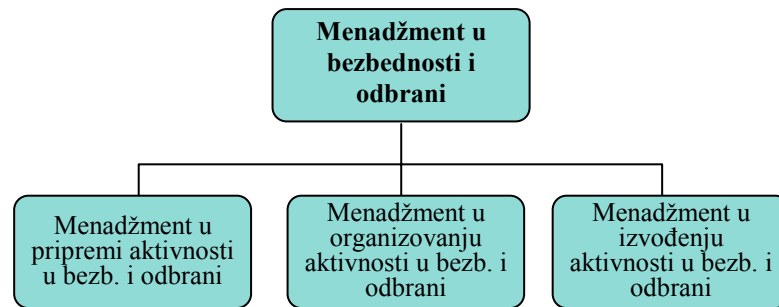 Menadžment u
bezbednosti i
odbrani
Menadžment u
pripremi aktivnosti
u bezb. i odbrani
Menadžment u
organizovanju
aktivnosti u bezb. i
odbrani
Menadžment u
izvođenju
aktivnosti u bezb. i
odbrani